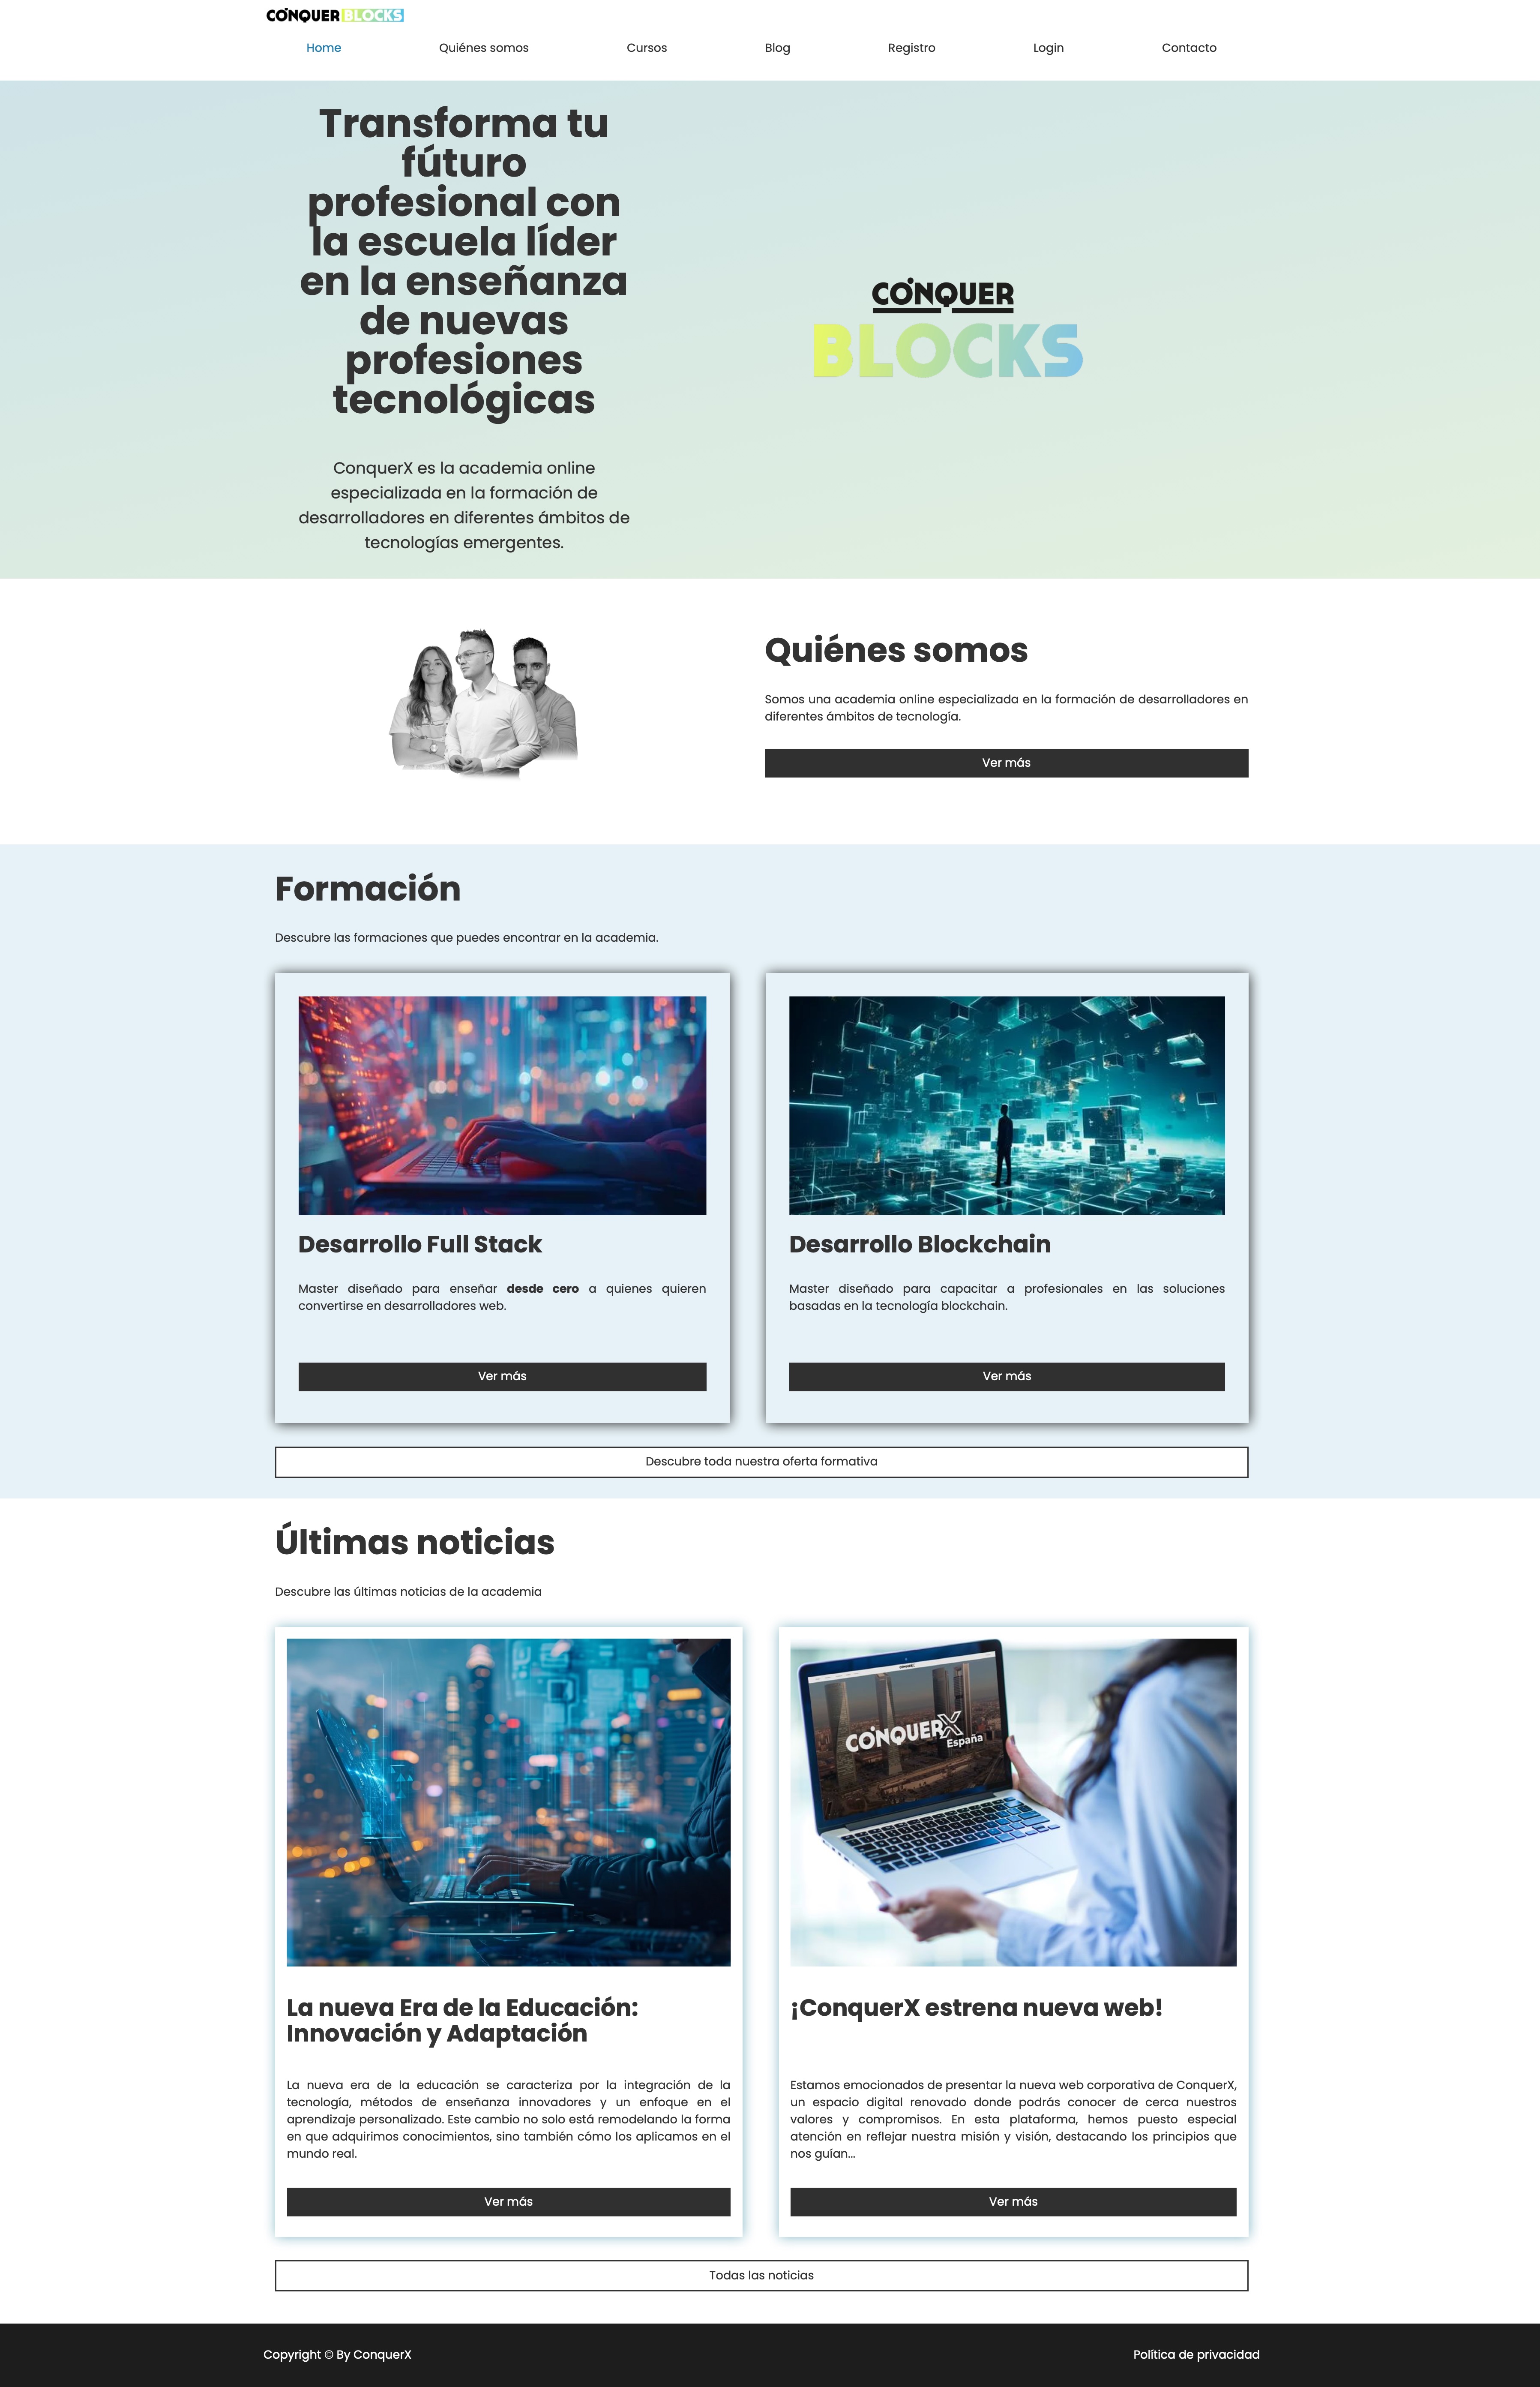 CONQUER BLOCKS
Home Quiénes somos Cursos Blog Registro Login Contacto
Transforma tu
fúturo
profesional con
la escuela líder
en la enseñanza
de nuevas
profesiones
tecnológicas
ConquerX es la academia online
especializada en la formación de
desarrolladores en diferentes ámbitos de
tecnologías emergentes.
CONQUER
BLOCKS
Quiénes somos
Somos una academia online especializada en la formación de desarrolladores en
diferentes ámbitos de tecnología.
Ver más
Formación
Descubre las formaciones que puedes encontrar en la academia.
Desarrollo Full Stack
Master diseñado para enseñar desde cero a quienes quieren
convertirse en desarrolladores web.
Ver más
Desarrollo Blockchain
Master diseñado para capacitar a profesionales en las soluciones
basadas en la tecnología blockchain.
Ver más
Descubre toda nuestra oferta formativa
Últimas noticias
Descubre las últimas noticias de la academia
La nueva Era de la Educación:
Innovación y Adaptación
La nueva era de la educación se caracteriza por la integración de la
tecnología, métodos de enseñanza innovadores y un enfoque en el
aprendizaje personalizado. Este cambio no solo está remodelando la forma
en que adquirimos conocimientos, sino también cómo los aplicamos en el
mundo real.
Ver más
CONQUERX
España
¡ConquerX estrena nueva web!
Estamos emocionados de presentar la nueva web corporativa de ConquerX,
un espacio digital renovado donde podrás conocer de cerca nuestros
valores y compromisos. En esta plataforma, hemos puesto especial
atención en reflejar nuestra misión y visión, destacando los principios que
nos guían...
Ver más
Todas las noticias
Copyright © By ConquerX
Política de privacidad